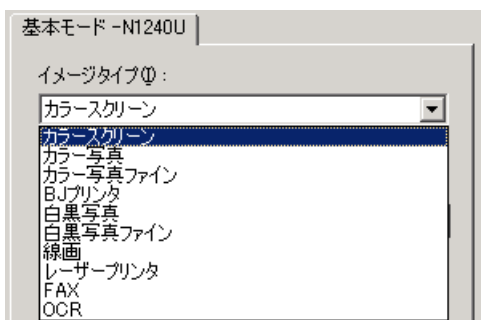 基本モード -N1240U
イメージタイプ(I):
カラースクリーン
カラースクリーン
カラー写真
カラー写真ファイン
BJプリンタ
白黒写真
白黒写真ファイン
線画
レーザープリンタ
FAX
OCR